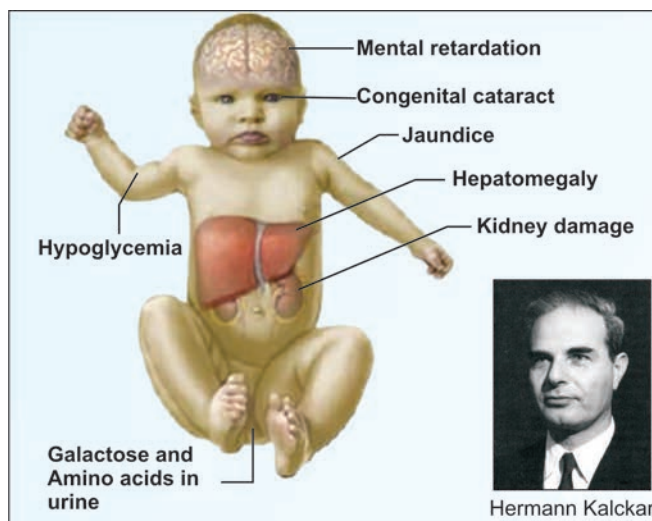 Mental retardation
Congenital cataract
Jaundice
Hepatomegaly
Hypoglycemia
Kidney damage
Galactose and
Amino acids in
urine
Hermann Kalckar